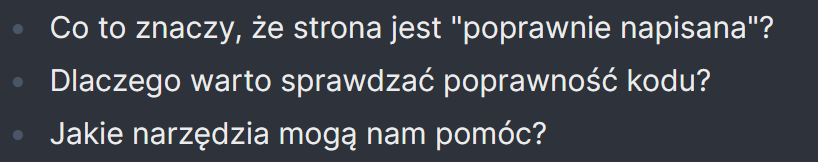 Co to znaczy, że strona jest "poprawnie napisana"?
Dlaczego warto sprawdzać poprawność kodu?
Jakie narzędzia mogą nam pomóc?